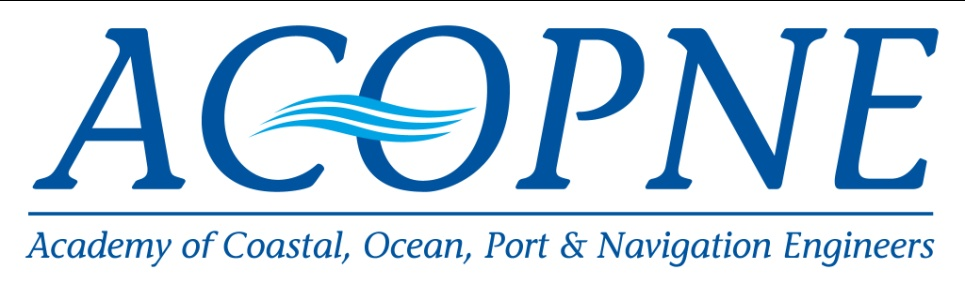 ACOPNE
Academy of Coastal, Ocean, Port & Navigation Engineers